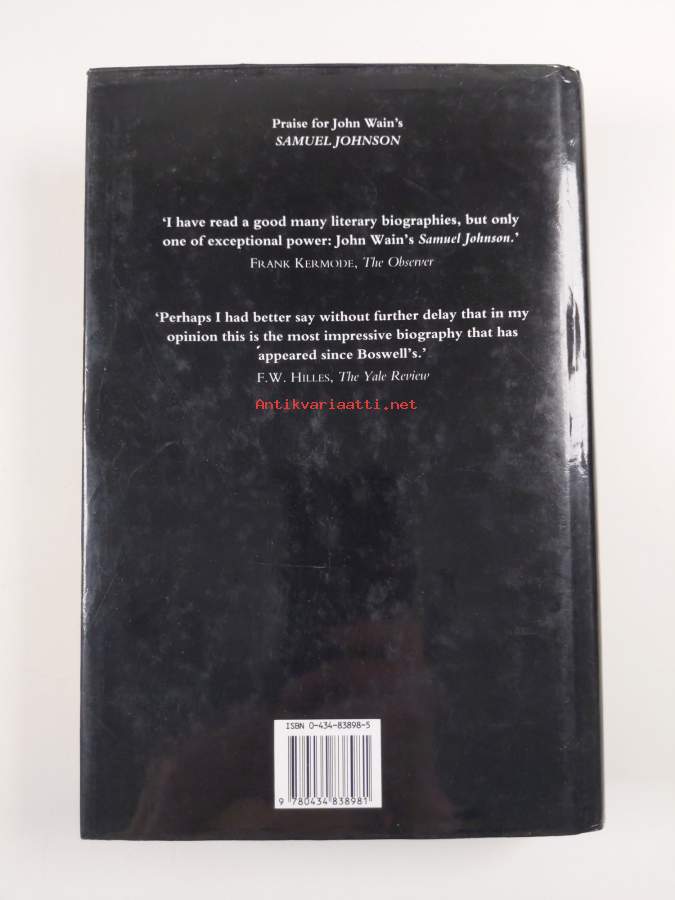 Praise for John Wain's
SAMUEL JOHNSON
‘I have read a good many literary biographies, but only
one of exceptional power: John Wain's Samuel Johnson.’
FRANK KERMODE, The Observer
‘Perhaps I had better say without further delay that in my
opinion this is the most impressive biography that has
appeared since Boswell's.’
F.W. HILLES, The Yale Review
Antikvariaatti.net
ISBN 0-434-83898-5
9 780434 838981